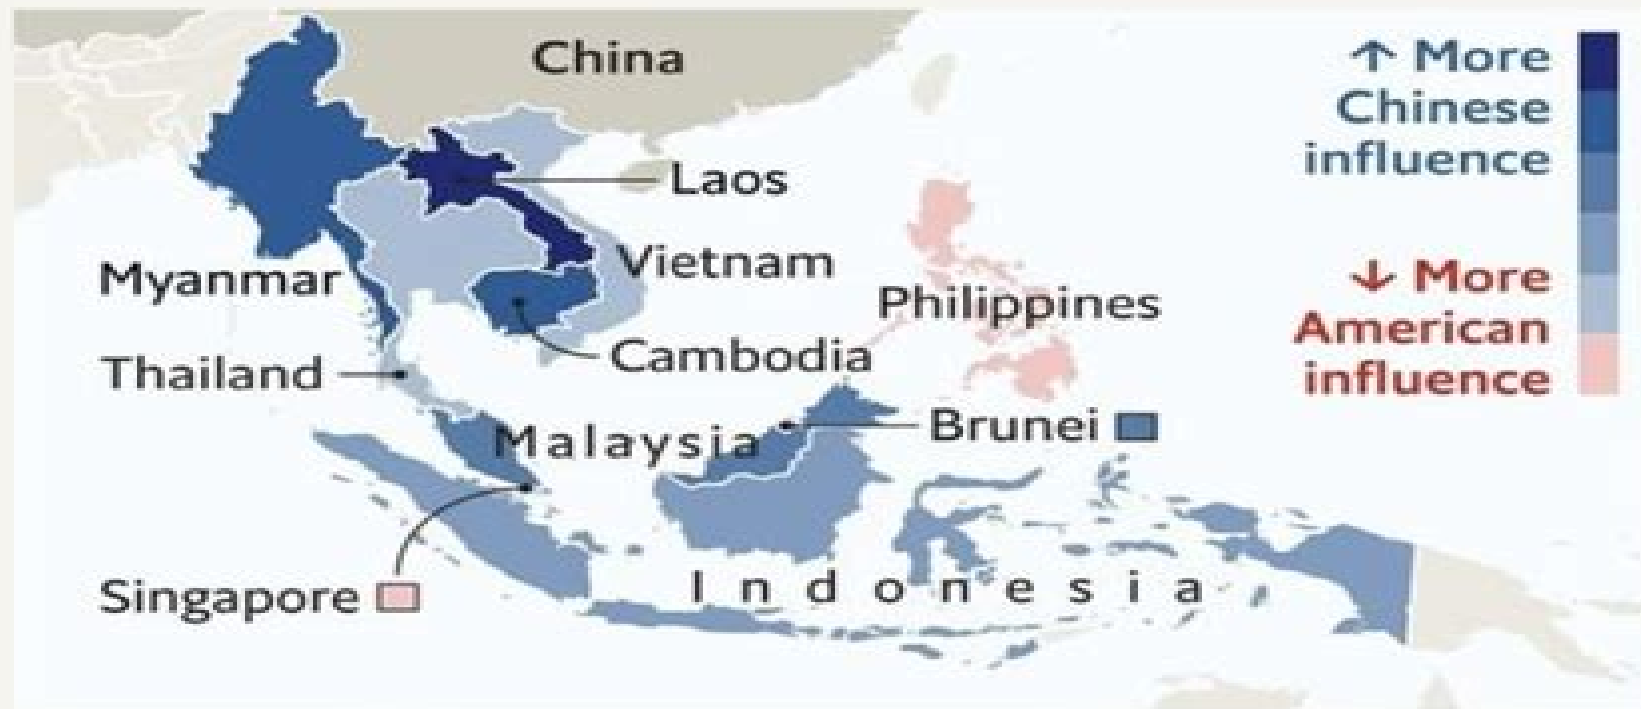 China
↑ More
Chinese
influence
Laos
Vietnam
Myanmar
↓ More
American
influence
Philippines
Cambodia
Thailand
Brunei
Malaysia
Singapore
Indonesia